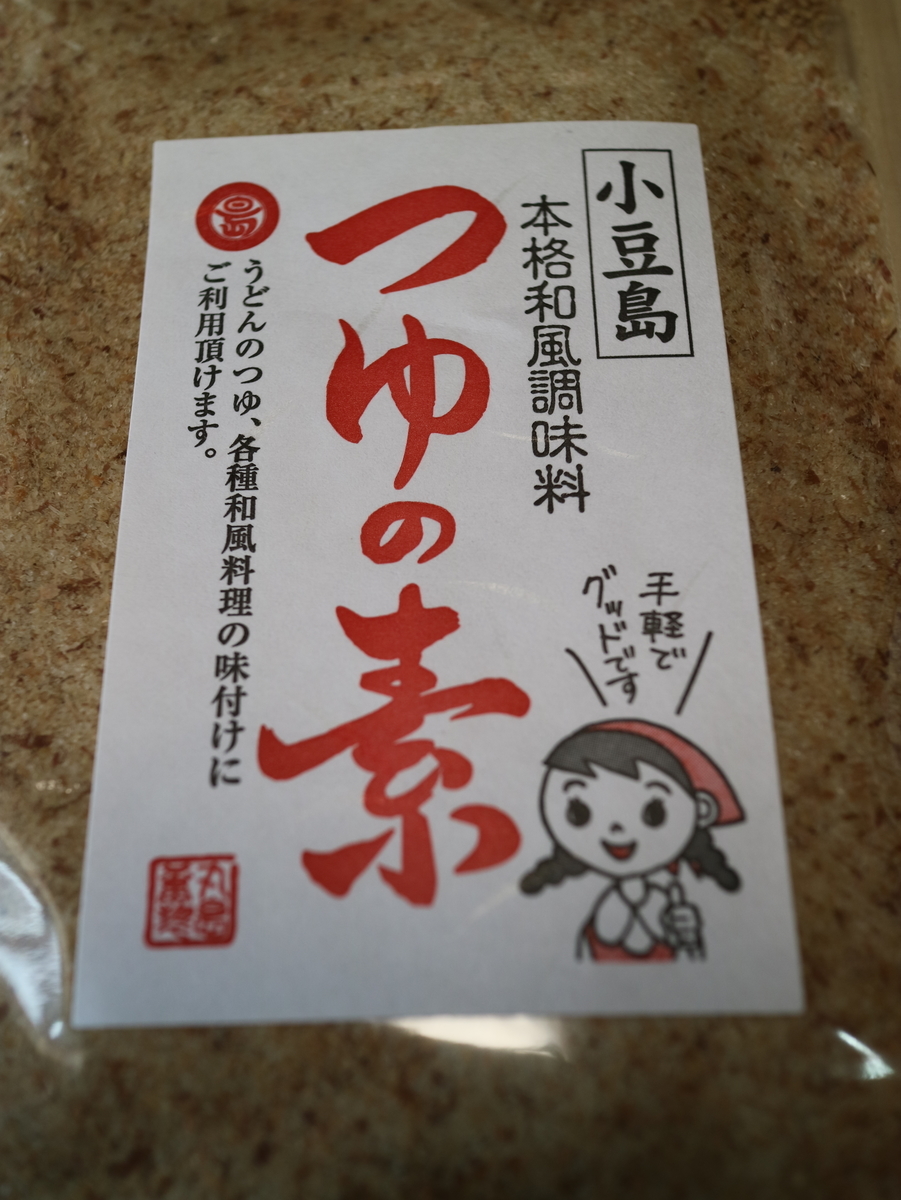 小豆島
本格和風調味料
つゆの素
うどんのつゆ、各種和風料理の味付けに
ご利用頂けます。
手軽で
グッドです